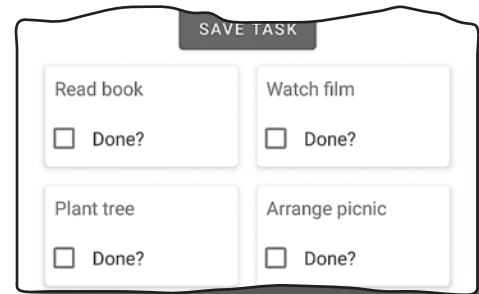 SAVE TASK
Read book
Watch film
Done?
Done?
Plant tree
Arrange picnic
Done?
Done?